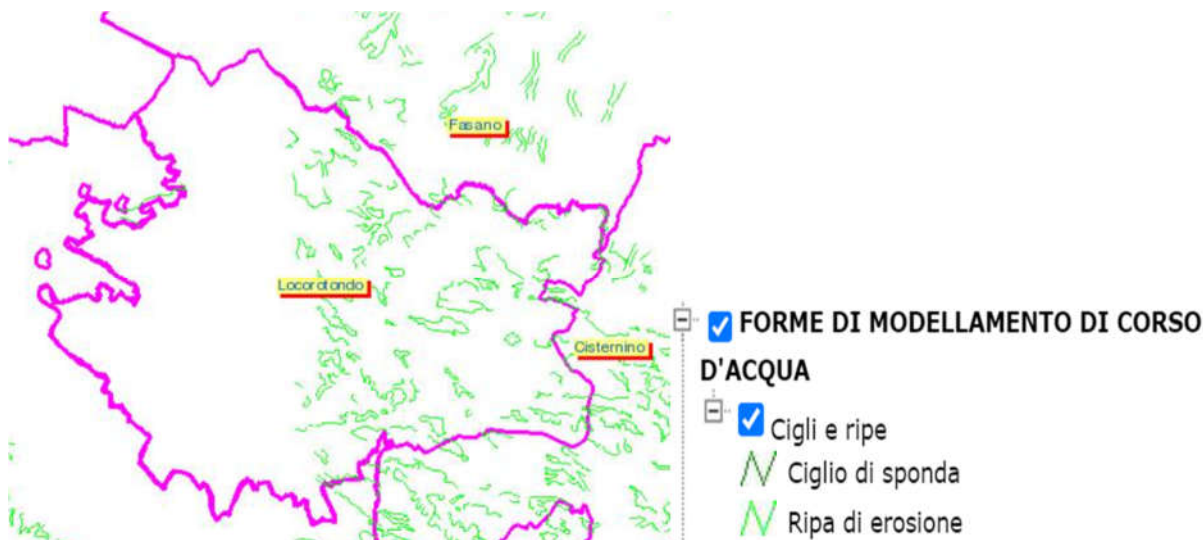 Fasano
Locorotondo
Cisternino
FORME DI MODELLAMENTO DI CORSO
D'ACQUA
Cigli e ripe
Ciglio di sponda
Ripa di erosione